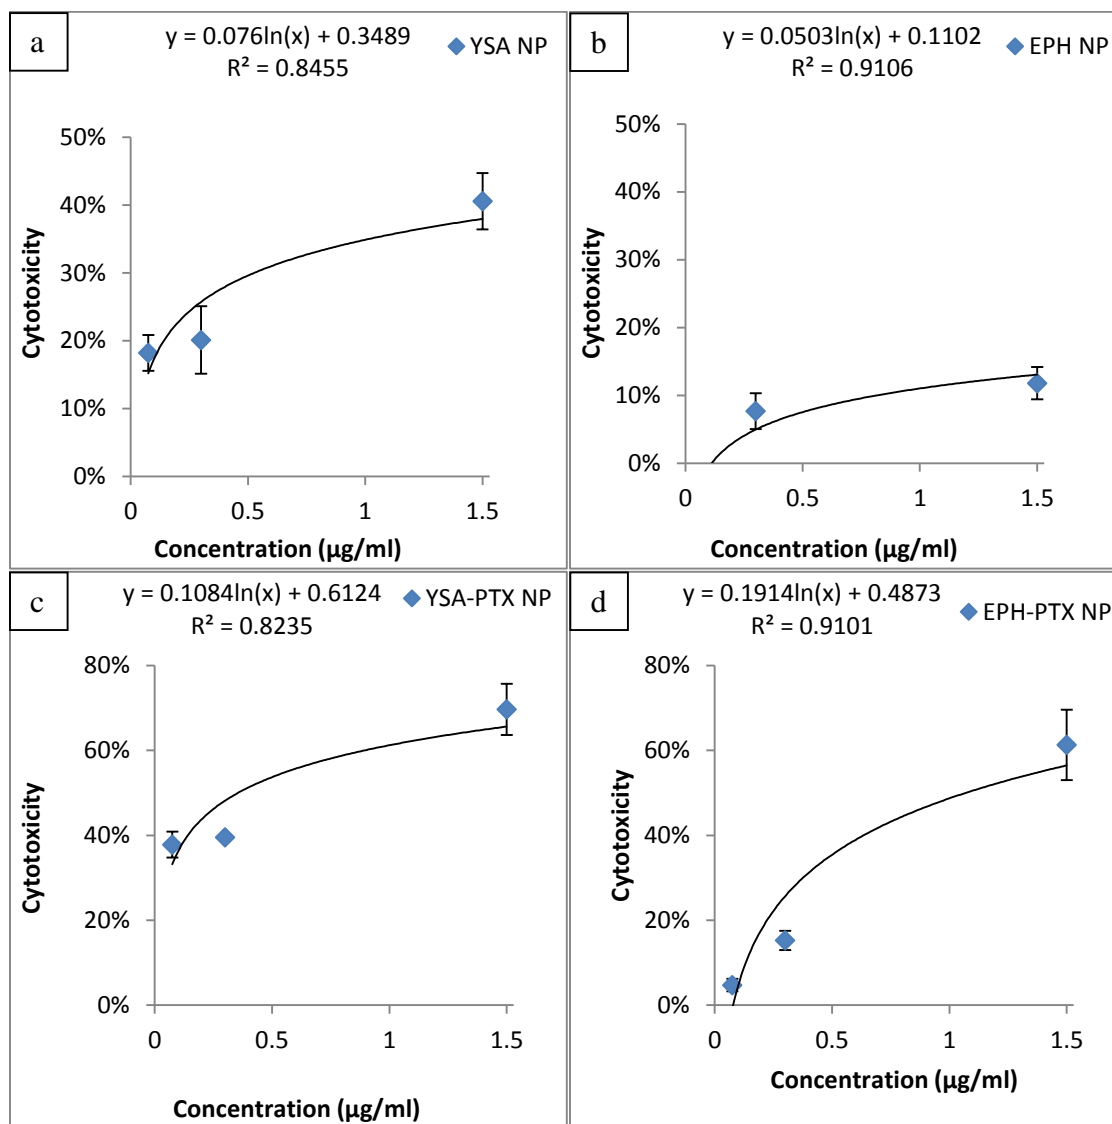 a
y = 0.076ln(x) + 0.3489
R² = 0.8455
YSA NP
50%
40%
30%
20%
10%
0%
Cytotoxicity
0 0.5 1 1.5
Concentration (µg/ml)
b
y = 0.0503ln(x) + 0.1102
R² = 0.9106
EPH NP
50%
40%
30%
20%
10%
0%
Cytotoxicity
0 0.5 1 1.5
Concentration (µg/ml)
c
y = 0.1084ln(x) + 0.6124
R² = 0.8235
YSA-PTX NP
80%
60%
40%
20%
0%
Cytotoxicity
0 0.5 1 1.5
Concentration (µg/ml)
d
y = 0.1914ln(x) + 0.4873
R² = 0.9101
EPH-PTX NP
80%
60%
40%
20%
0%
Cytotoxicity
0 0.5 1 1.5
Concentration (µg/ml)